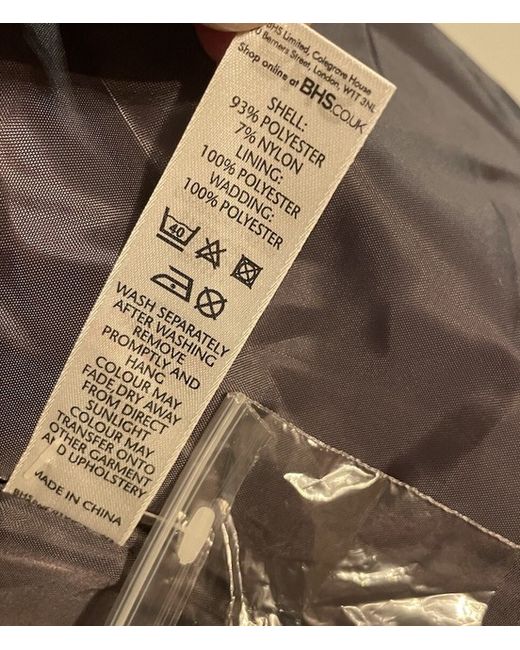 BHS Limited, Colegrave House
Berners Street, London, W1T 3NL
Shop online at BHS.CO.UK
SHELL:
93% POLYESTER
7% NYLON
LINING:
100% POLYESTER
WADDING:
100% POLYESTER
40
WASH SEPARATELY
AFTER WASHING
REMOVE
PROMPTLY AND
HANG
COLOUR MAY
FADE DRY AWAY
FROM DIRECT
SUNLIGHT
COLOUR MAY
TRANSFER ONTO
OTHER GARMENT
AND UPHOLSTERY
MADE IN CHINA
BHS